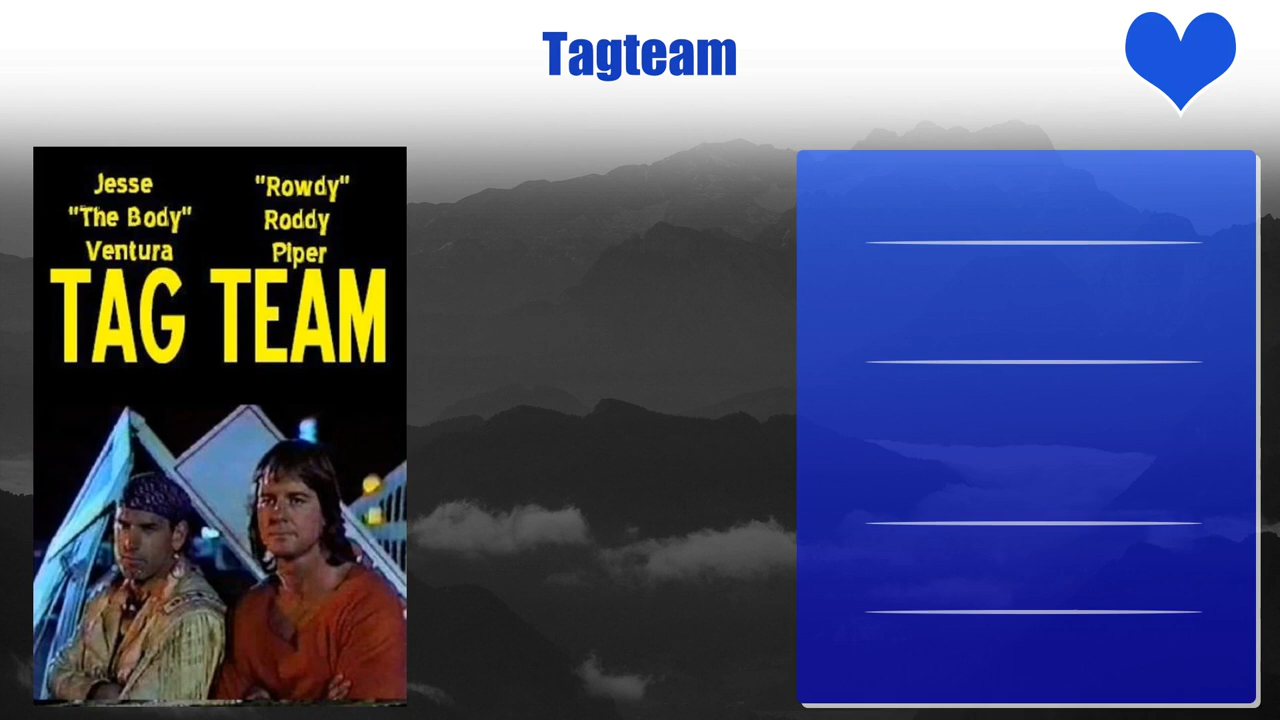 Tagteam
Jesse
"The Body"
Ventura
"Rowdy"
Roddy
Piper
TAG TEAM